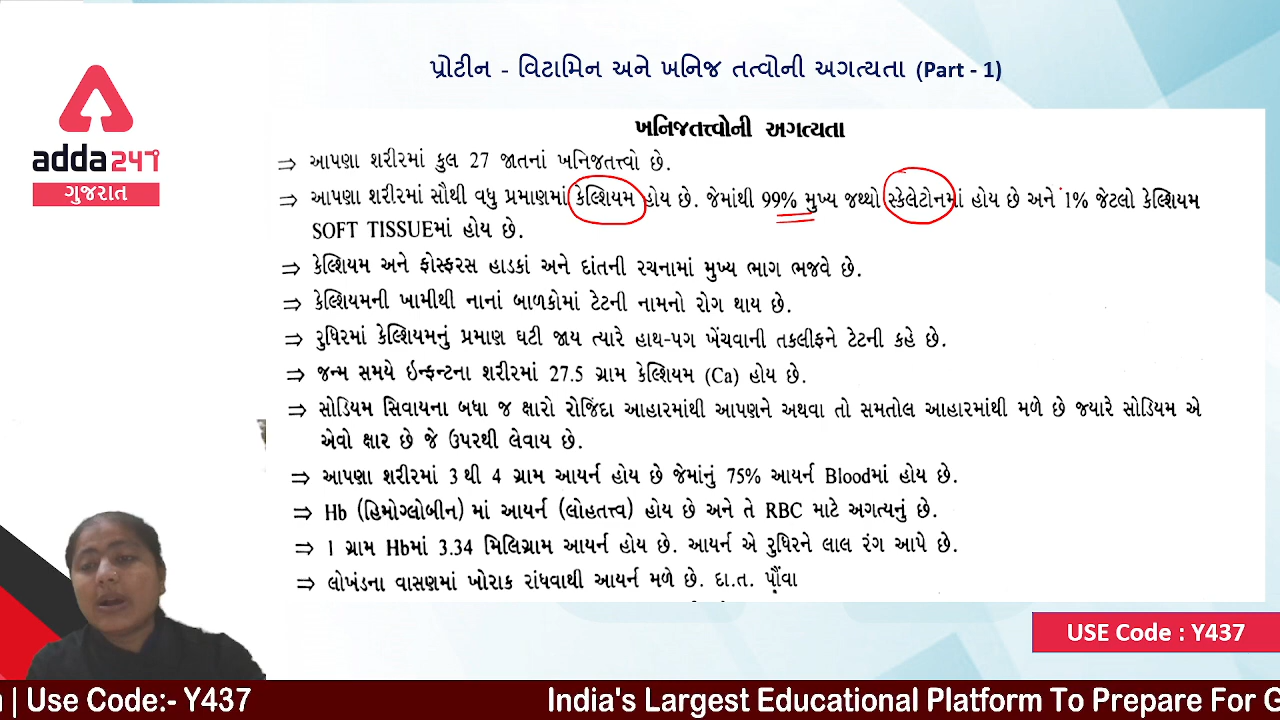 પ્રોટીન - વિટામિન અને ખનિજ તત્વોની અગત્યતા (Part - 1)
adda247
ગુજરાત
ખનિજતત્ત્વોની અગત્યતા
⇒ આપણા શરીરમાં કુલ 27 જાતનાં ખનિજતત્ત્વો છે.
⇒ આપણા શરીરમાં સૌથી વધુ પ્રમાણમાં કેલ્શિયમ હોય છે. જેમાંથી 99% મુખ્ય જથ્થો સ્કેલેટોનમાં હોય છે અને 1% જેટલો કેલ્શિયમ
SOFT TISSUEમાં હોય છે.
⇒ કેલ્શિયમ અને ફોસ્ફરસ હાડકાં અને દાંતની રચનામાં મુખ્ય ભાગ ભજવે છે.
⇒ કેલ્શિયમની ખામીથી નાનાં બાળકોમાં ટેટની નામનો રોગ થાય છે.
⇒ રુધિરમાં કેલ્શિયમનું પ્રમાણ ઘટી જાય ત્યારે હાથ-પગ ખેંચવાની તકલીફને ટેટની કહે છે.
⇒ જન્મ સમયે ઇન્ફન્ટના શરીરમાં 27.5 ગ્રામ કેલ્શિયમ (Ca) હોય છે.
⇒ સોડિયમ સિવાયના બધા જ ક્ષારો રોજિંદા આહારમાંથી આપણને અથવા તો સમતોલ આહારમાંથી મળે છે જ્યારે સોડિયમ એ
એવો ક્ષાર છે જે ઉપરથી લેવાય છે.
⇒ આપણા શરીરમાં 3 થી 4 ગ્રામ આયર્ન હોય છે જેમાંનું 75% આયર્ન Bloodમાં હોય છે.
⇒ Hb (હિમોગ્લોબીન) માં આયર્ન (લોહતત્ત્વ) હોય છે અને તે RBC માટે અગત્યનું છે.
⇒ 1 ગ્રામ Hbમાં 3.34 મિલિગ્રામ આયર્ન હોય છે. આયર્ન એ રુધિરને લાલ રંગ આપે છે.
⇒ લોખંડના વાસણમાં ખોરાક રાંધવાથી આયર્ન મળે છે. દા.ત. પૌંવા
USE Code : Y437
| Use Code:- Y437 India's Largest Educational Platform To Prepare For